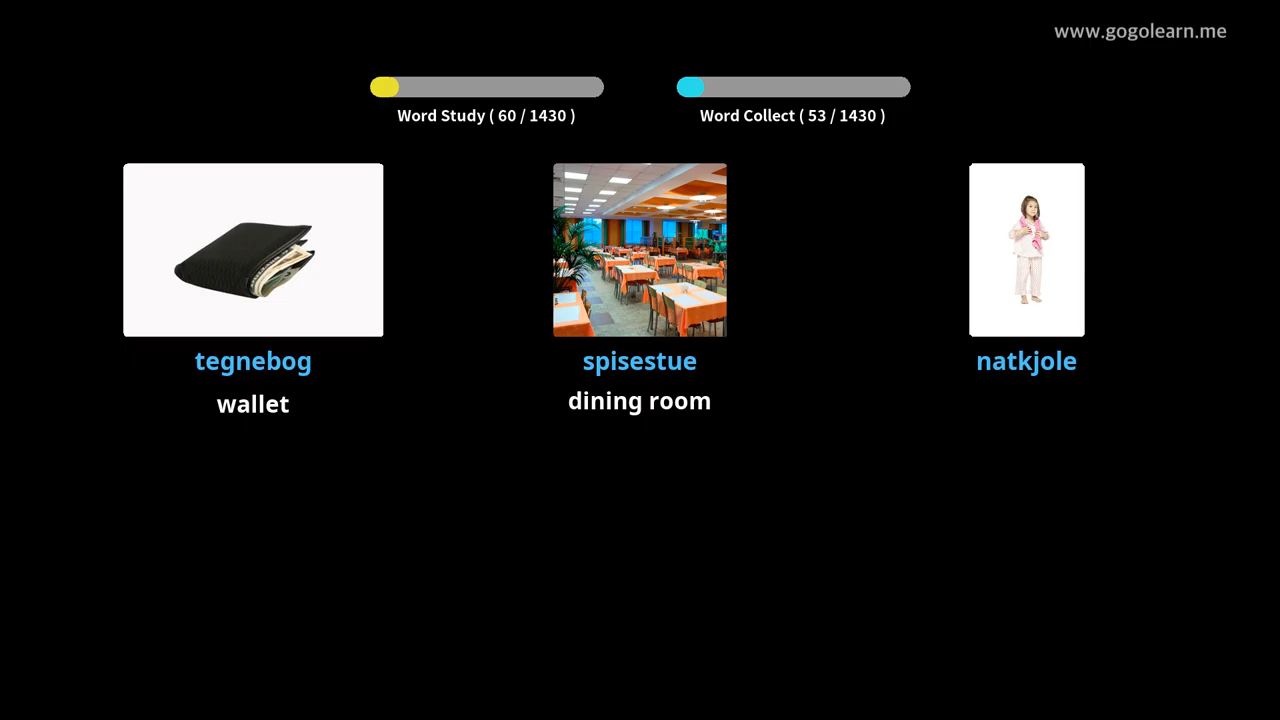 www.gogolearn.me
Word Study ( 60 / 1430 )
Word Collect ( 53 / 1430 )
tegnebog
spisestue
natkjole
wallet
dining room